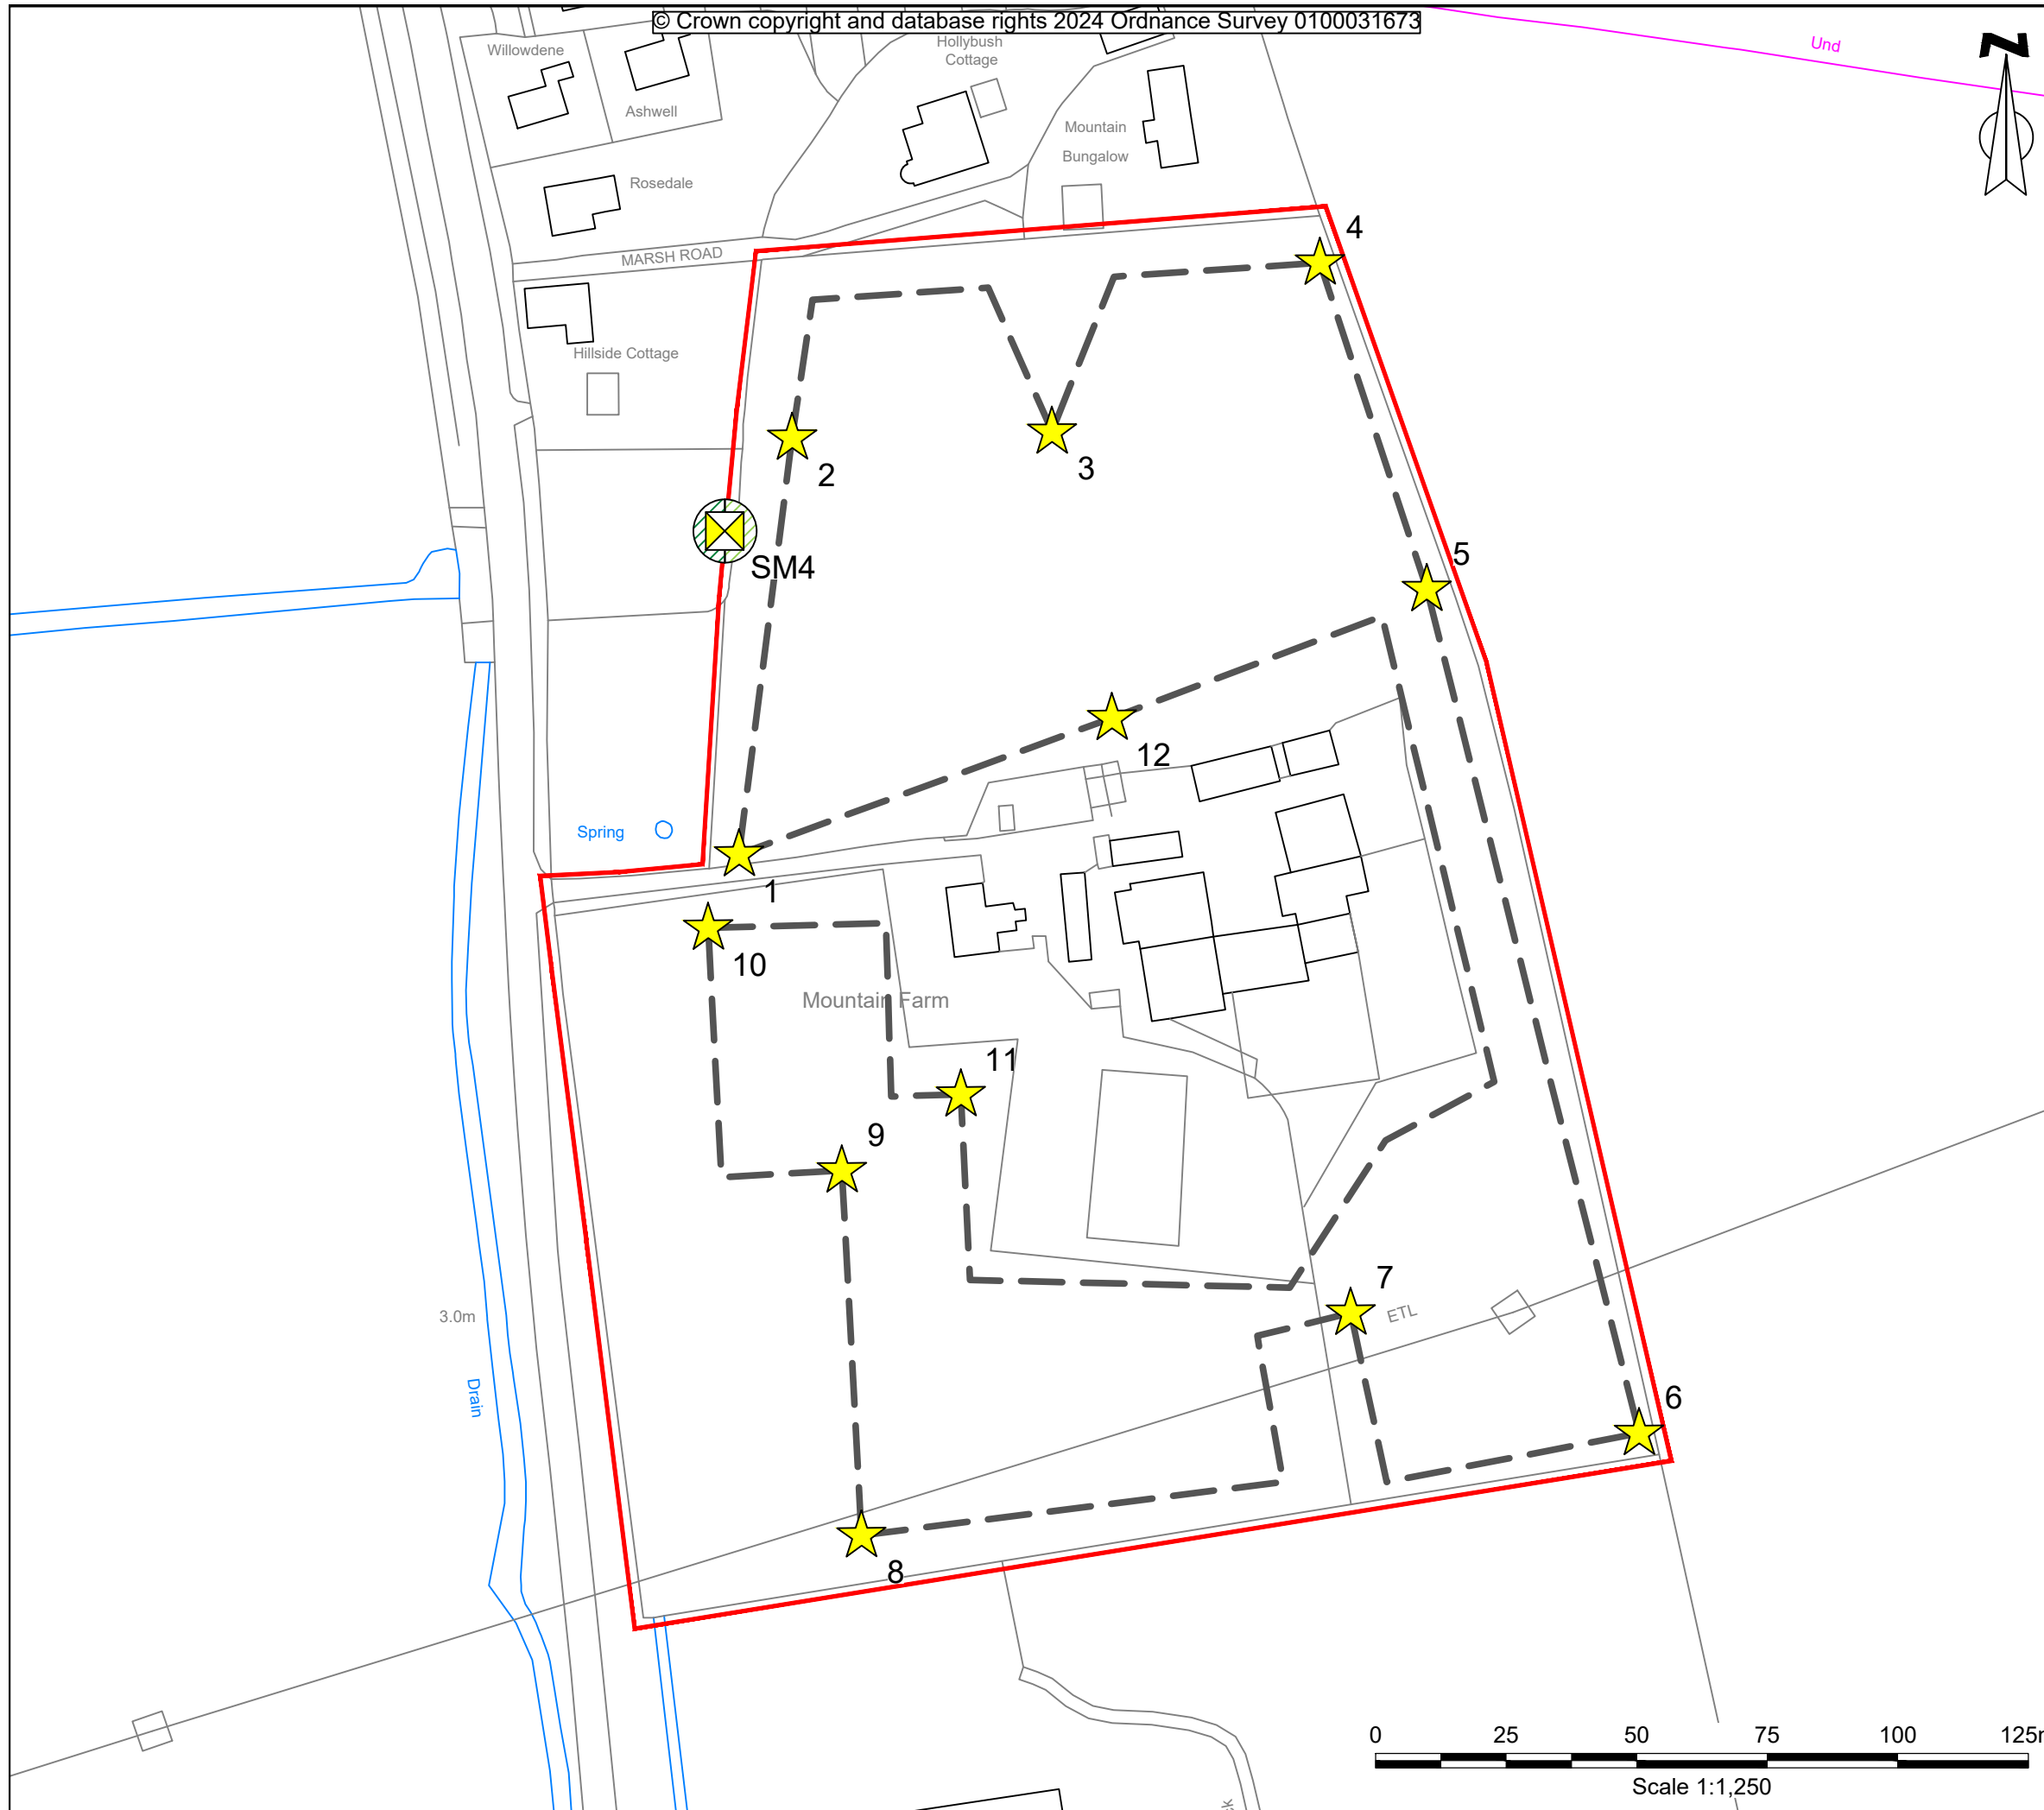 © Crown copyright and database rights 2024 Ordnance Survey 0100031673
Willowdene
Hollybush
Cottage
Und
Ashwell
Mountain
Bungalow
Rosedale
4
MARSH ROAD
Hillside Cottage
2
3
5
SM4
12
Spring
1
10
Mountain Farm
11
9
7
3.0m
ETL
6
Drain
8
0 25 50 75 100 125m
Scale 1:1,250